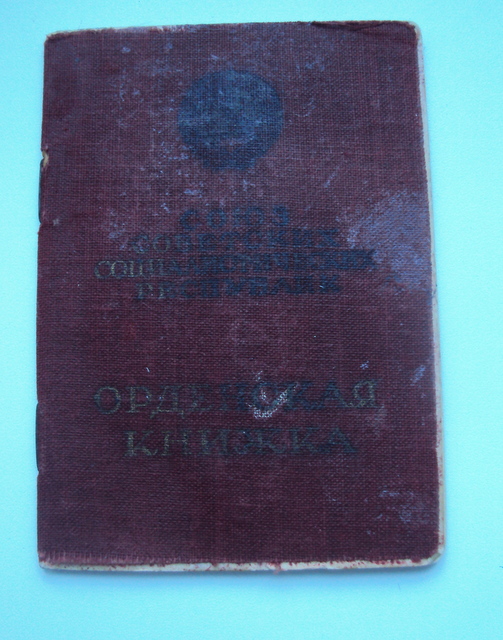 СОЮЗ
СОВЕТСКИХ
СОЦИАЛИСТИЧЕСКИХ
РЕСПУБЛИК
ОРДЕНСКАЯ
КНИЖКА